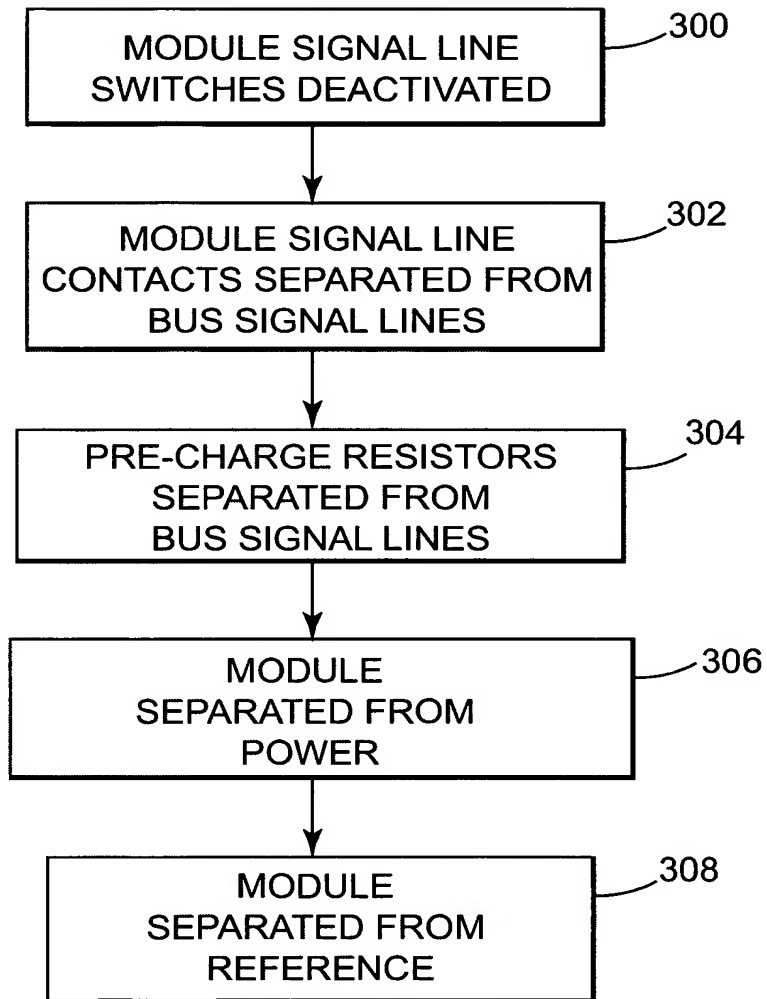 MODULE SIGNAL LINE
SWITCHES DEACTIVATED
300
MODULE SIGNAL LINE
CONTACTS SEPARATED FROM
BUS SIGNAL LINES
302
PRE-CHARGE RESISTORS
SEPARATED FROM
BUS SIGNAL LINES
304
MODULE
SEPARATED FROM
POWER
306
MODULE
SEPARATED FROM
REFERENCE
308